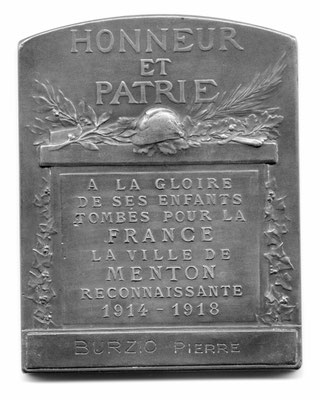 HONNEUR
ET
PATRIE
A LA GLOIRE
DE SES ENFANTS
TOMBÉS POUR LA
FRANCE
LA VILLE DE
MENTON
RECONNAISSANTE
1914-1918
BURZIO PIERRE